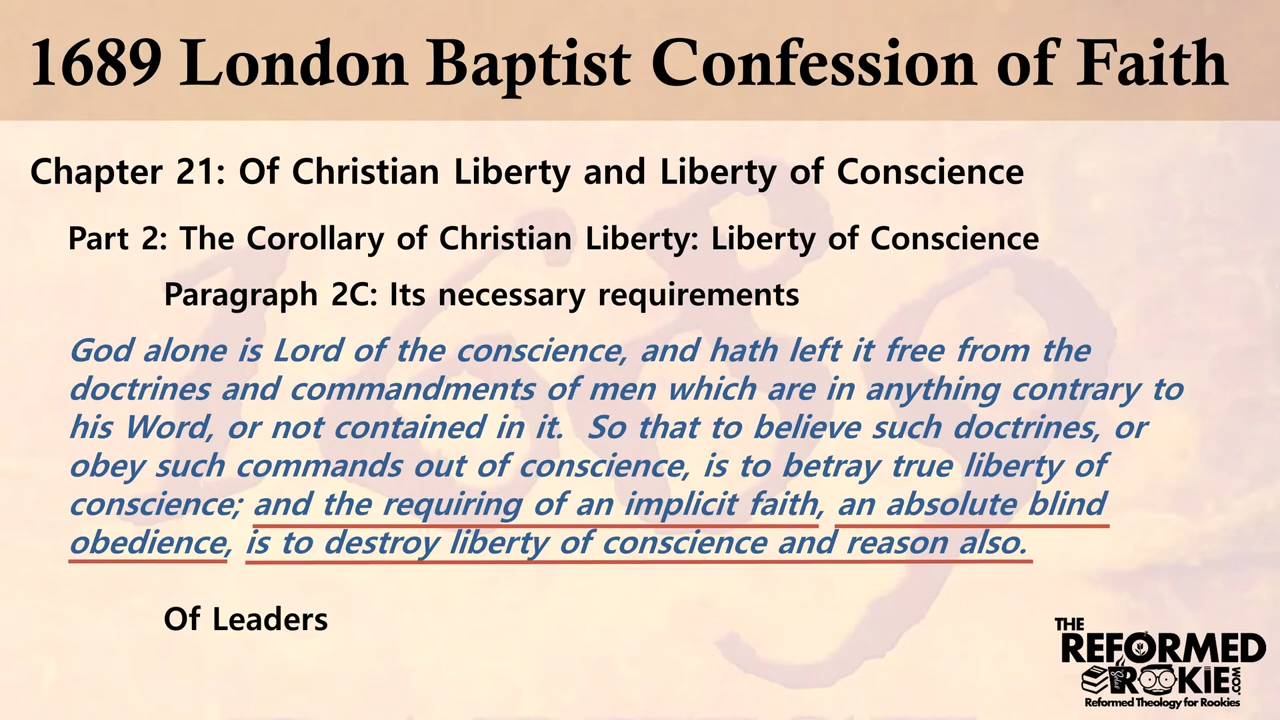 1689 London Baptist Confession of Faith
Chapter 21: Of Christian Liberty and Liberty of Conscience
Part 2: The Corollary of Christian Liberty: Liberty of Conscience
Paragraph 2C: Its necessary requirements
God alone is Lord of the conscience, and hath left it free from the
doctrines and commandments of men which are in anything contrary to
his Word, or not contained in it.  So that to believe such doctrines, or
obey such commands out of conscience, is to betray true liberty of
conscience; and the requiring of an implicit faith, an absolute blind
obedience, is to destroy liberty of conscience and reason also.
Of Leaders
THE
REFORMED
ROOKIE.COM
Reformed Theology for Rookies
1689